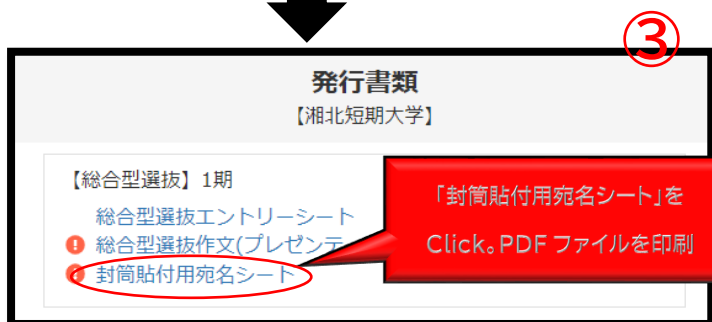 ③
発行書類
【湘北短期大学】
【総合型選抜】1期
総合型選抜エントリーシート
総合型選抜作文(プレゼンテ
封筒貼付用宛名シート
「封筒貼付用宛名シート」を
Click。PDFファイルを印刷